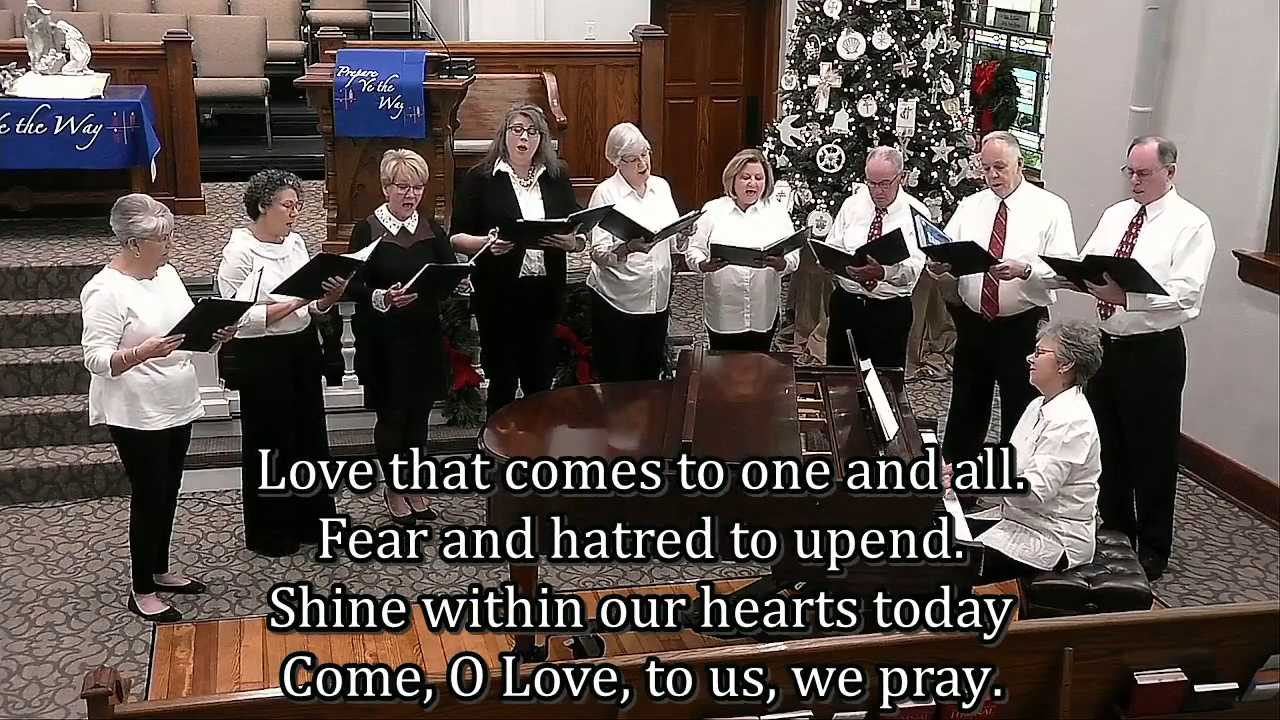 Prepare
Ye the
Way
e the Way
Love that comes to one and all.
Fear and hatred to upend.
Shine within our hearts today
Come, O Love, to us, we pray.
HYMNAL